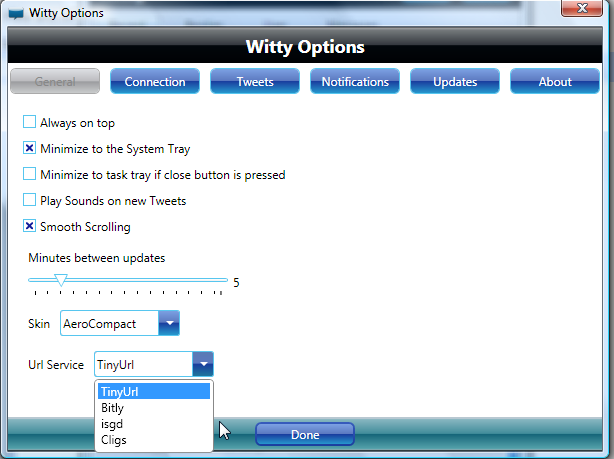 Witty Options
Witty Options
General Connection Tweets Notifications Updates About
Always on top
Minimize to the System Tray
Minimize to task tray if close button is pressed
Play Sounds on new Tweets
Smooth Scrolling
Minutes between updates
5
Skin AeroCompact
Url Service TinyUrl
TinyUrl
Bitly
isgd
Cligs
Done